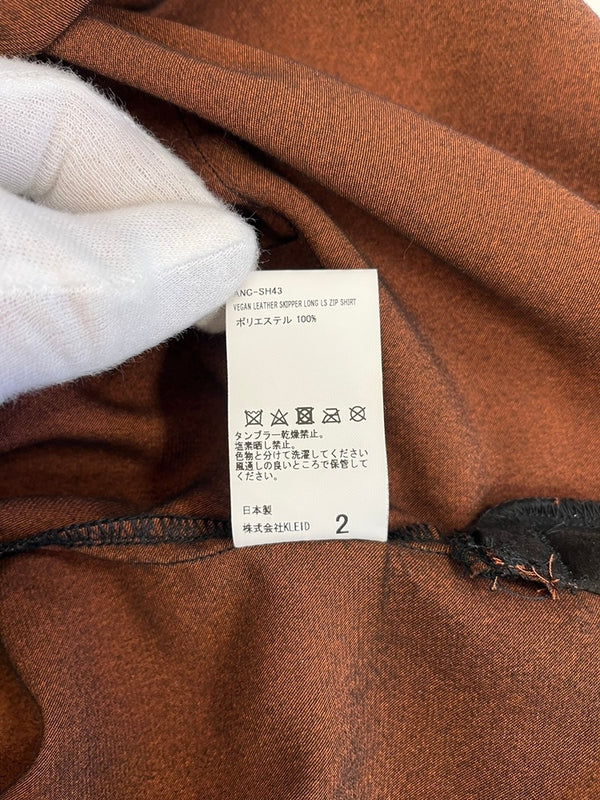 ANC-SH43
VEGAN LEATHER SKIPPER LONG LS ZIP SHIRT
ポリエステル 100%
タンブラー乾燥禁止。
塩素晒し禁止。
色物と分けて洗濯してください
風通しの良いところで保管して
ください。
日本製
株式会社KLEID 2